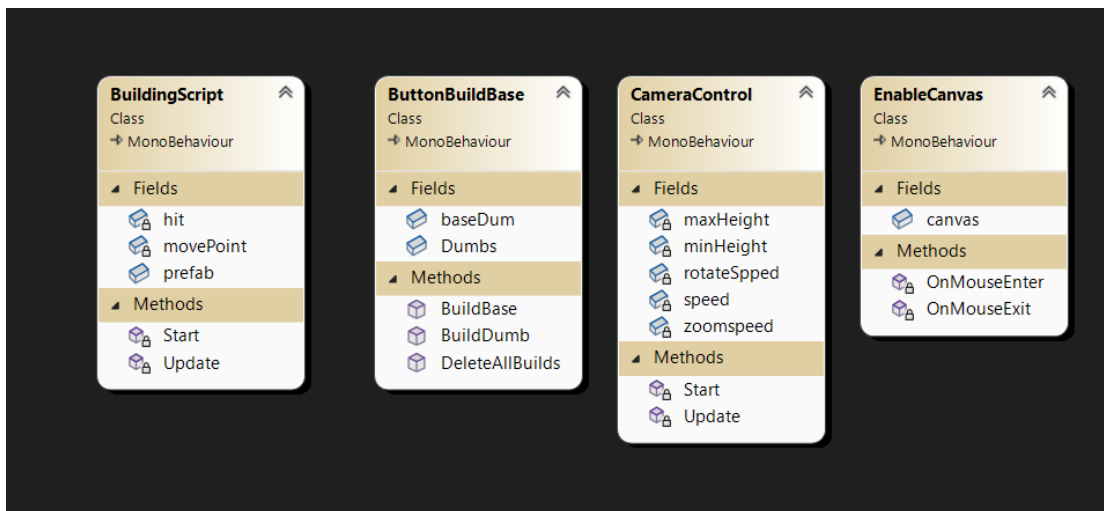 BuildingScript
Class
MonoBehaviour
Fields
hit
movePoint
prefab
Methods
Start
Update
ButtonBuildBase
Class
MonoBehaviour
Fields
baseDum
Dumbs
Methods
BuildBase
BuildDumb
DeleteAllBuilds
CameraControl
Class
MonoBehaviour
Fields
maxHeight
minHeight
rotateSpped
speed
zoomspeed
Methods
Start
Update
EnableCanvas
Class
MonoBehaviour
Fields
canvas
Methods
OnMouseEnter
OnMouseExit